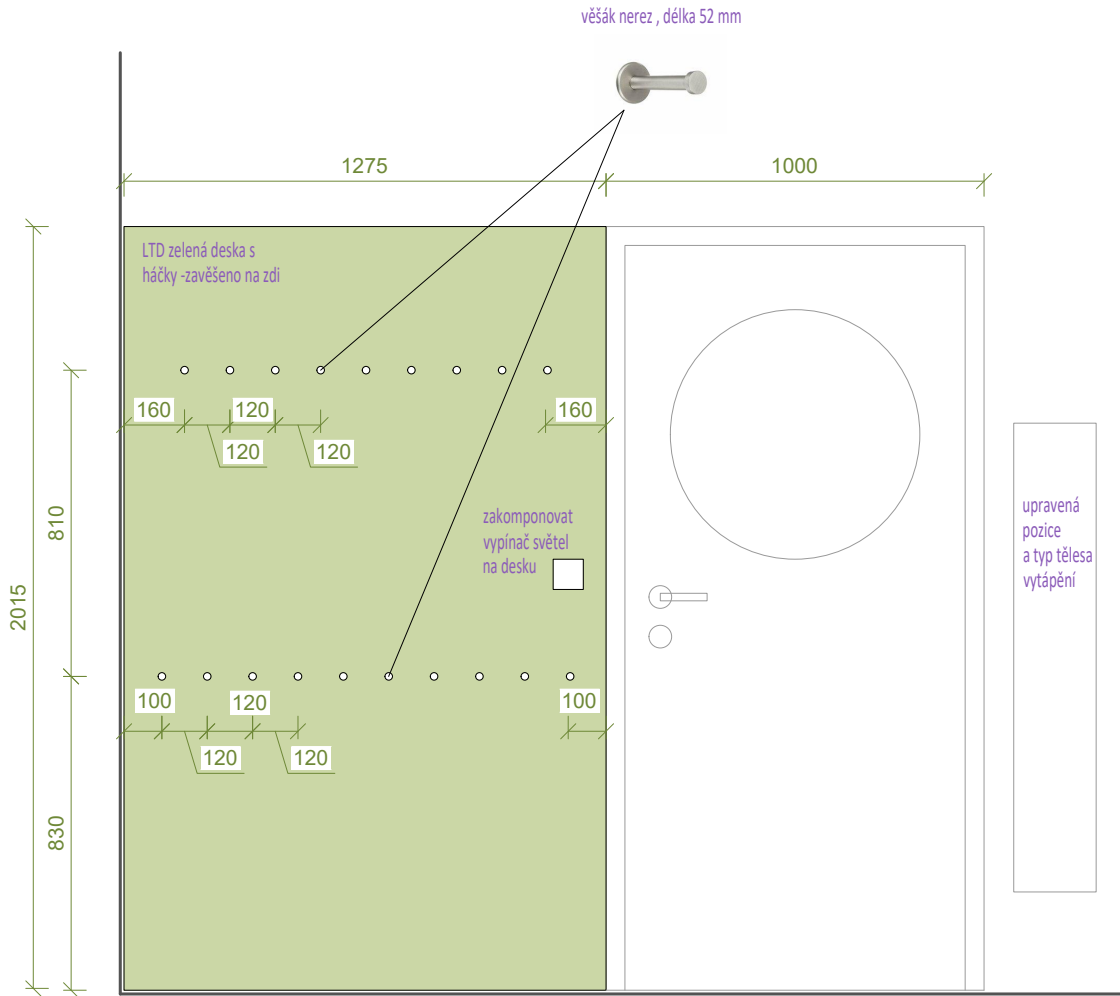 věšák nerez , délka 52 mm
1275
1000
LTD zelená deska s
háčky -zavěšeno na zdi
160
120
160
120
120
810
zakomponovat
vypínač světel
na desku
upravená
pozice
a typ tělesa
vytápění
2015
100
120
100
120
120
830